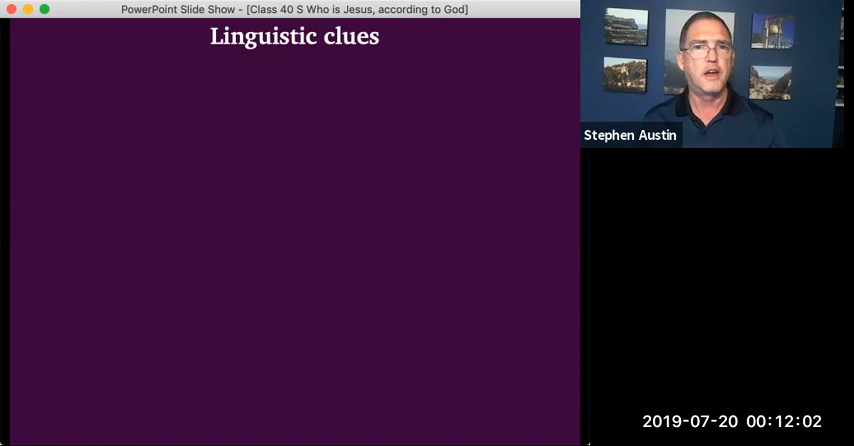 PowerPoint Slide Show - [Class 40 S Who is Jesus, according to God]
Linguistic clues
Stephen Austin
2019-07-20 00:12:02